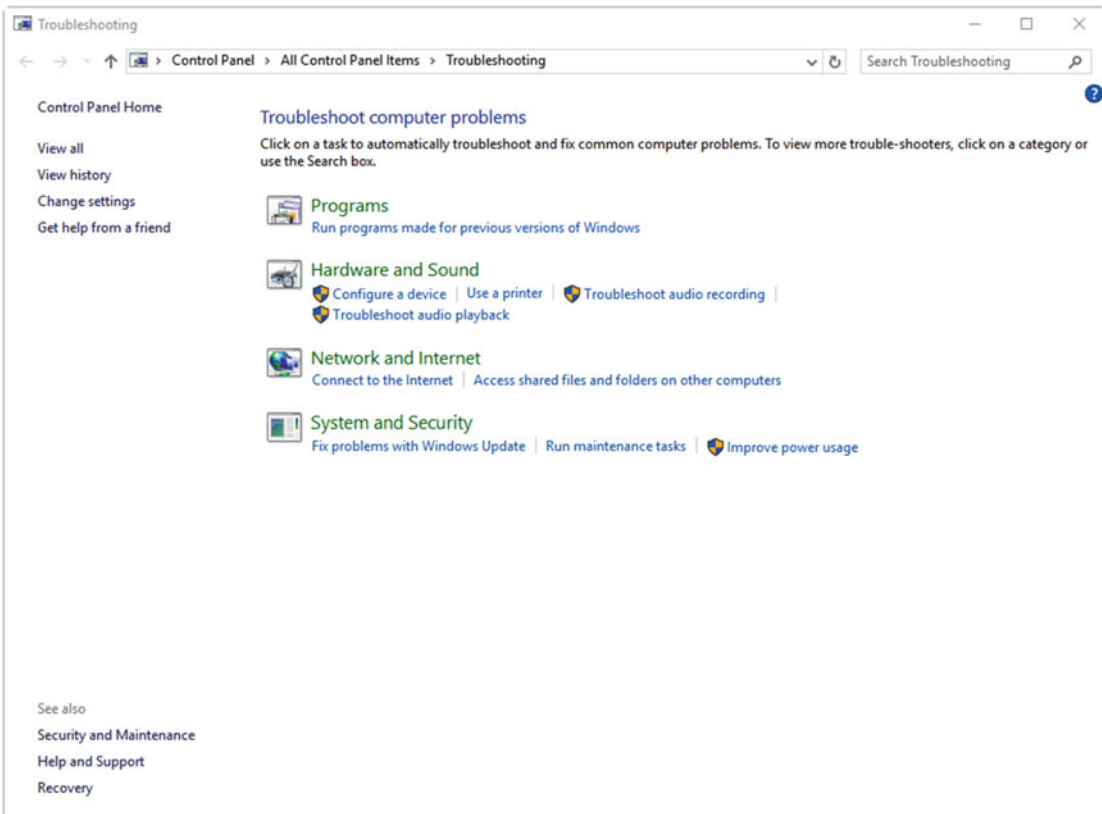 Troubleshooting
Control Panel > All Control Panel Items > Troubleshooting
Search Troubleshooting
?
Control Panel Home
View all
View history
Change settings
Get help from a friend
Troubleshoot computer problems
Click on a task to automatically troubleshoot and fix common computer problems. To view more trouble-shooters, click on a category or
use the Search box.
Programs
Run programs made for previous versions of Windows
Hardware and Sound
Configure a device | Use a printer | Troubleshoot audio recording |
Troubleshoot audio playback
Network and Internet
Connect to the Internet | Access shared files and folders on other computers
System and Security
Fix problems with Windows Update | Run maintenance tasks | Improve power usage
See also
Security and Maintenance
Help and Support
Recovery